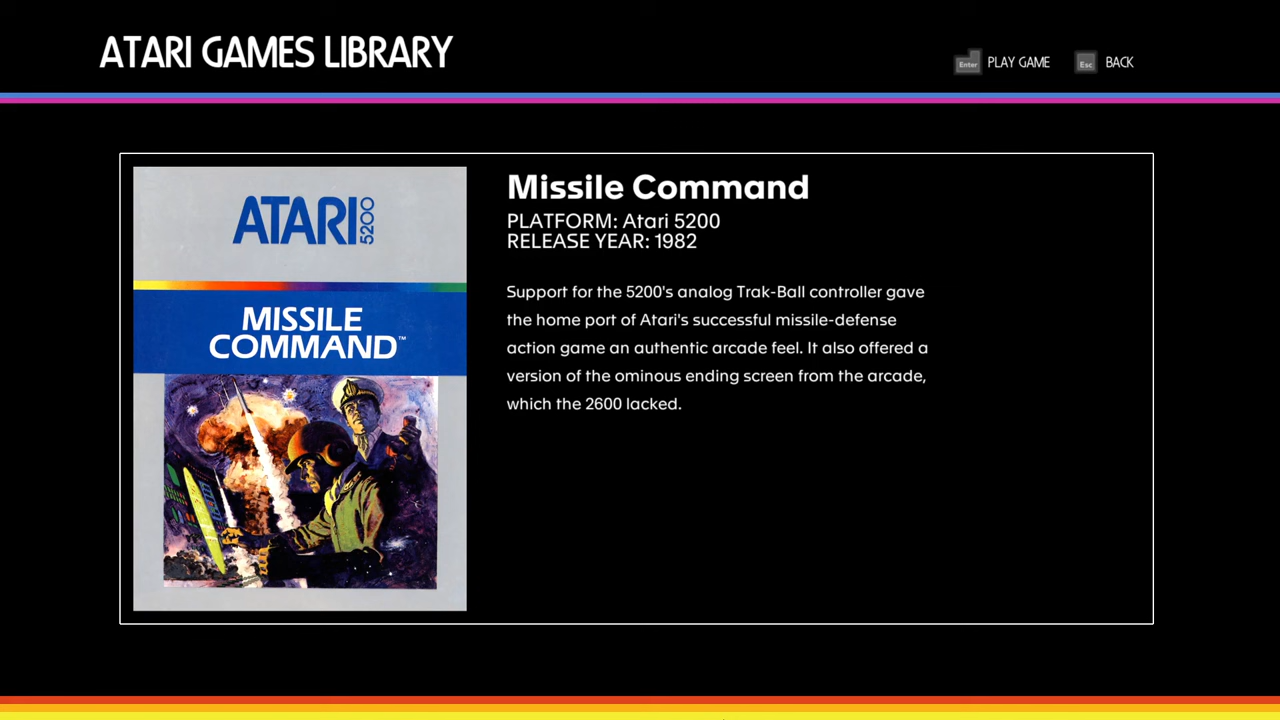 ATARI GAMES LIBRARY
Enter PLAY GAME Esc BACK
ATARI 5200
MISSILE
COMMAND™
Missile Command
PLATFORM: Atari 5200
RELEASE YEAR: 1982
Support for the 5200's analog Trak-Ball controller gave
the home port of Atari's successful missile-defense
action game an authentic arcade feel. It also offered a
version of the ominous ending screen from the arcade,
which the 2600 lacked.